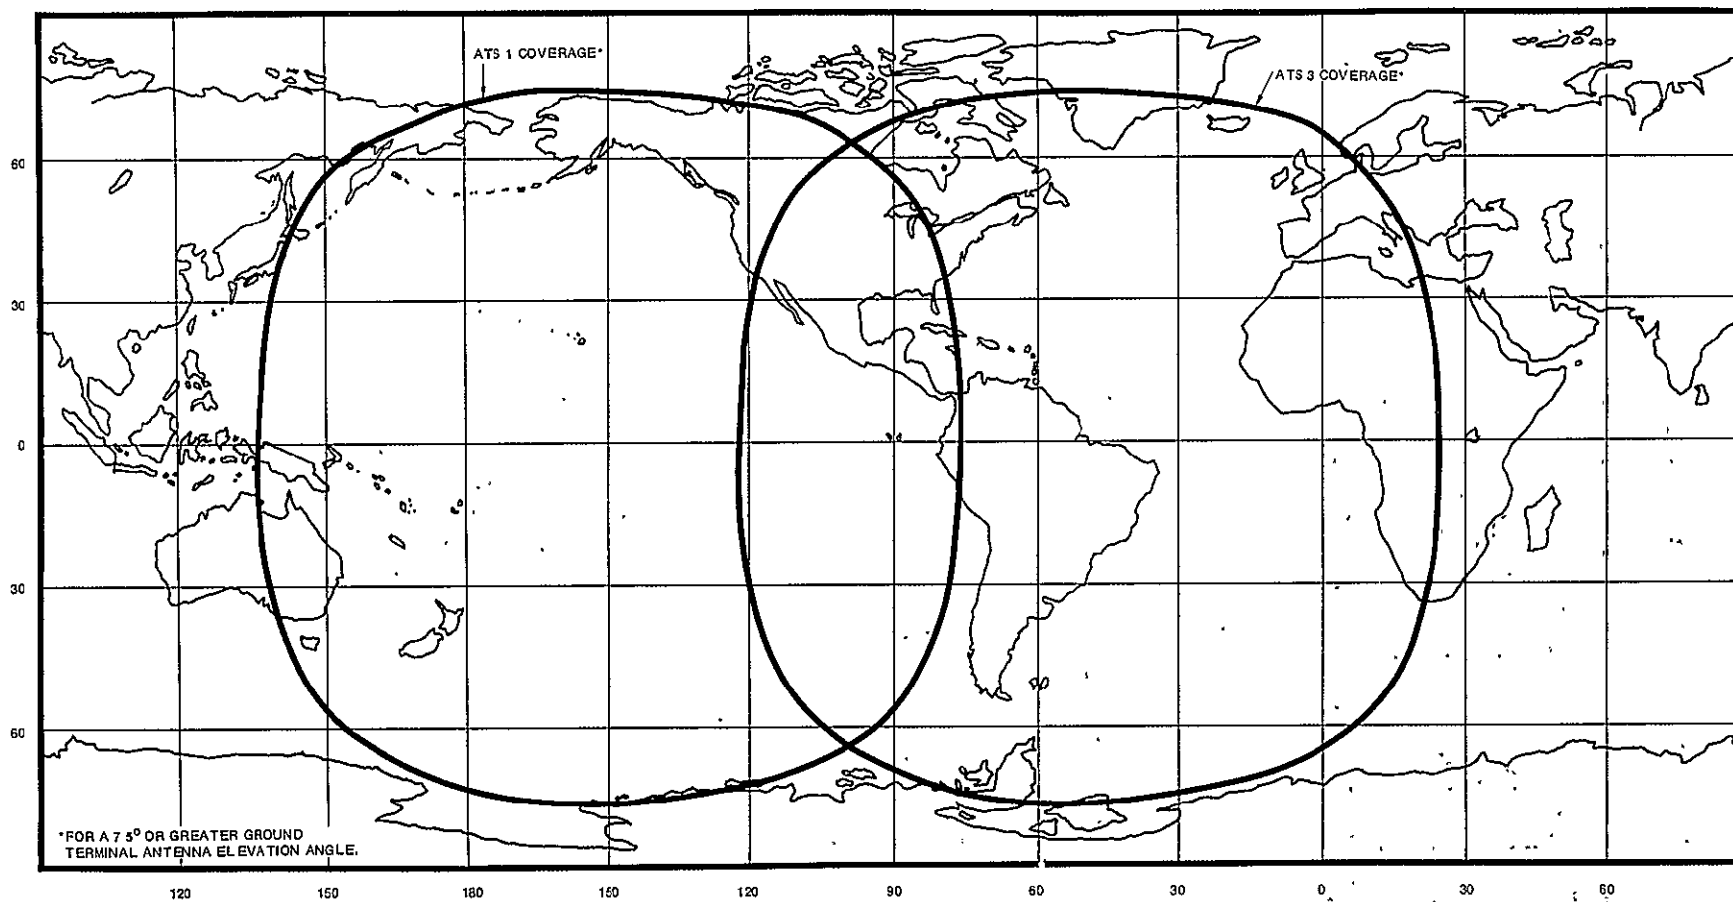 ATS 1 COVERAGE*
ATS 3 COVERAGE*
60
30
0
30
60
*FOR A 7 5° OR GREATER GROUND
TERMINAL ANTENNA ELEVATION ANGLE.
120 150 180 150 120 90 60 30 0 30 60